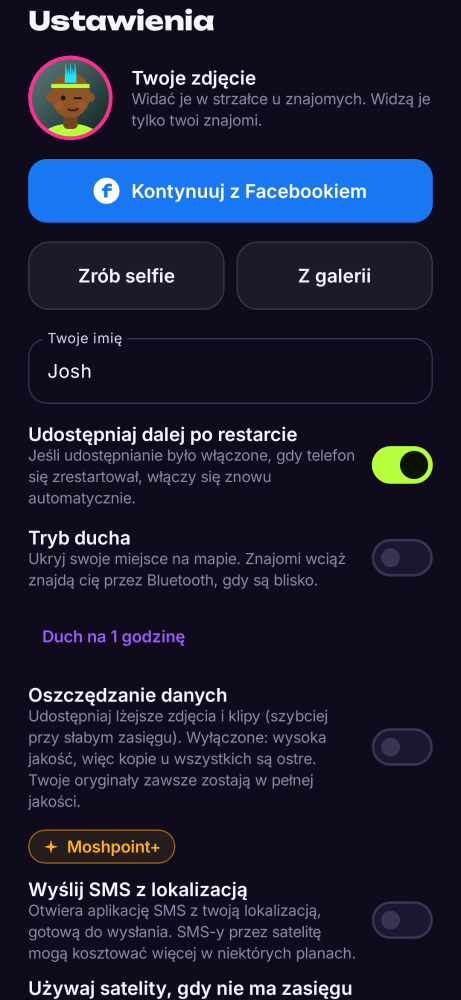 Ustawienia
Twoje zdjęcie
Widać je w strzałce u znajomych. Widzą je
tylko twoi znajomi.
Kontynuuj z Facebookiem
Zrób selfie
Z galerii
Twoje imię
Josh
Udostępniaj dalej po restarcie
Jeśli udostępnianie było włączone, gdy telefon
się zrestartował, włączy się znowu
automatycznie.
Tryb ducha
Ukryj swoje miejsce na mapie. Znajomi wciąż
znajdą cię przez Bluetooth, gdy są blisko.
Duch na 1 godzinę
Oszczędzanie danych
Udostępniaj lżejsze zdjęcia i klipy (szybciej
przy słabym zasięgu). Wyłączone: wysoka
jakość, więc kopie u wszystkich są ostre.
Twoje oryginały zawsze zostają w pełnej
jakości.
Moshpoint+
Wyślij SMS z lokalizacją
Otwiera aplikację SMS z twoją lokalizacją,
gotową do wysłania. SMS-y przez satelitę
mogą kosztować więcej w niektórych planach.
Używaj satelity, gdy nie ma zasięgu